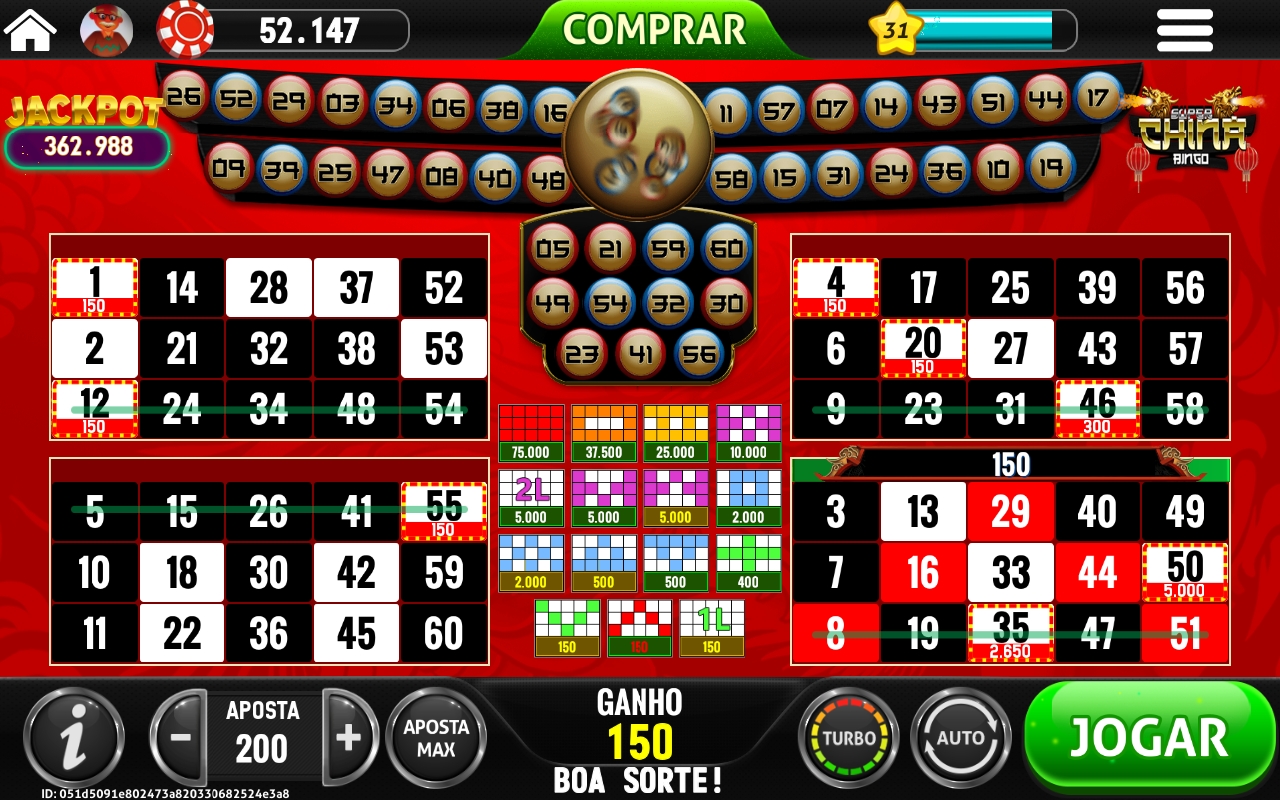 52.147 COMPRAR 31
JACKPOT
362.988
26 52 29 03 34 06 38 16 11 57 07 14 43 51 44 17
SUPER
CHINA
BINGO
09 39 25 47 08 40 48 58 15 31 24 36 10 19
05 21 59 60
49 54 32 30
23 41 56
1 14 28 37 52
150
2 21 32 38 53
12 24 34 48 54
150
4 17 25 39 56
150
6 20 27 43 57
150
9 23 31 46 58
300
5 15 26 41 55
150
10 18 30 42 59
11 22 36 45 60
75.000 37.500 25.000 10.000
2L
5.000 5.000 5.000 2.000
2.000 500 500 400
1L
150 150 150
150
3 13 29 40 49
7 16 33 44 50
5.000
8 19 35 47 51
2.650
i
- APOSTA +
200
APOSTA
MAX
GANHO
150
BOA SORTE!
TURBO
AUTO
JOGAR
ID: 051d5091e802473a820330682524e3a8